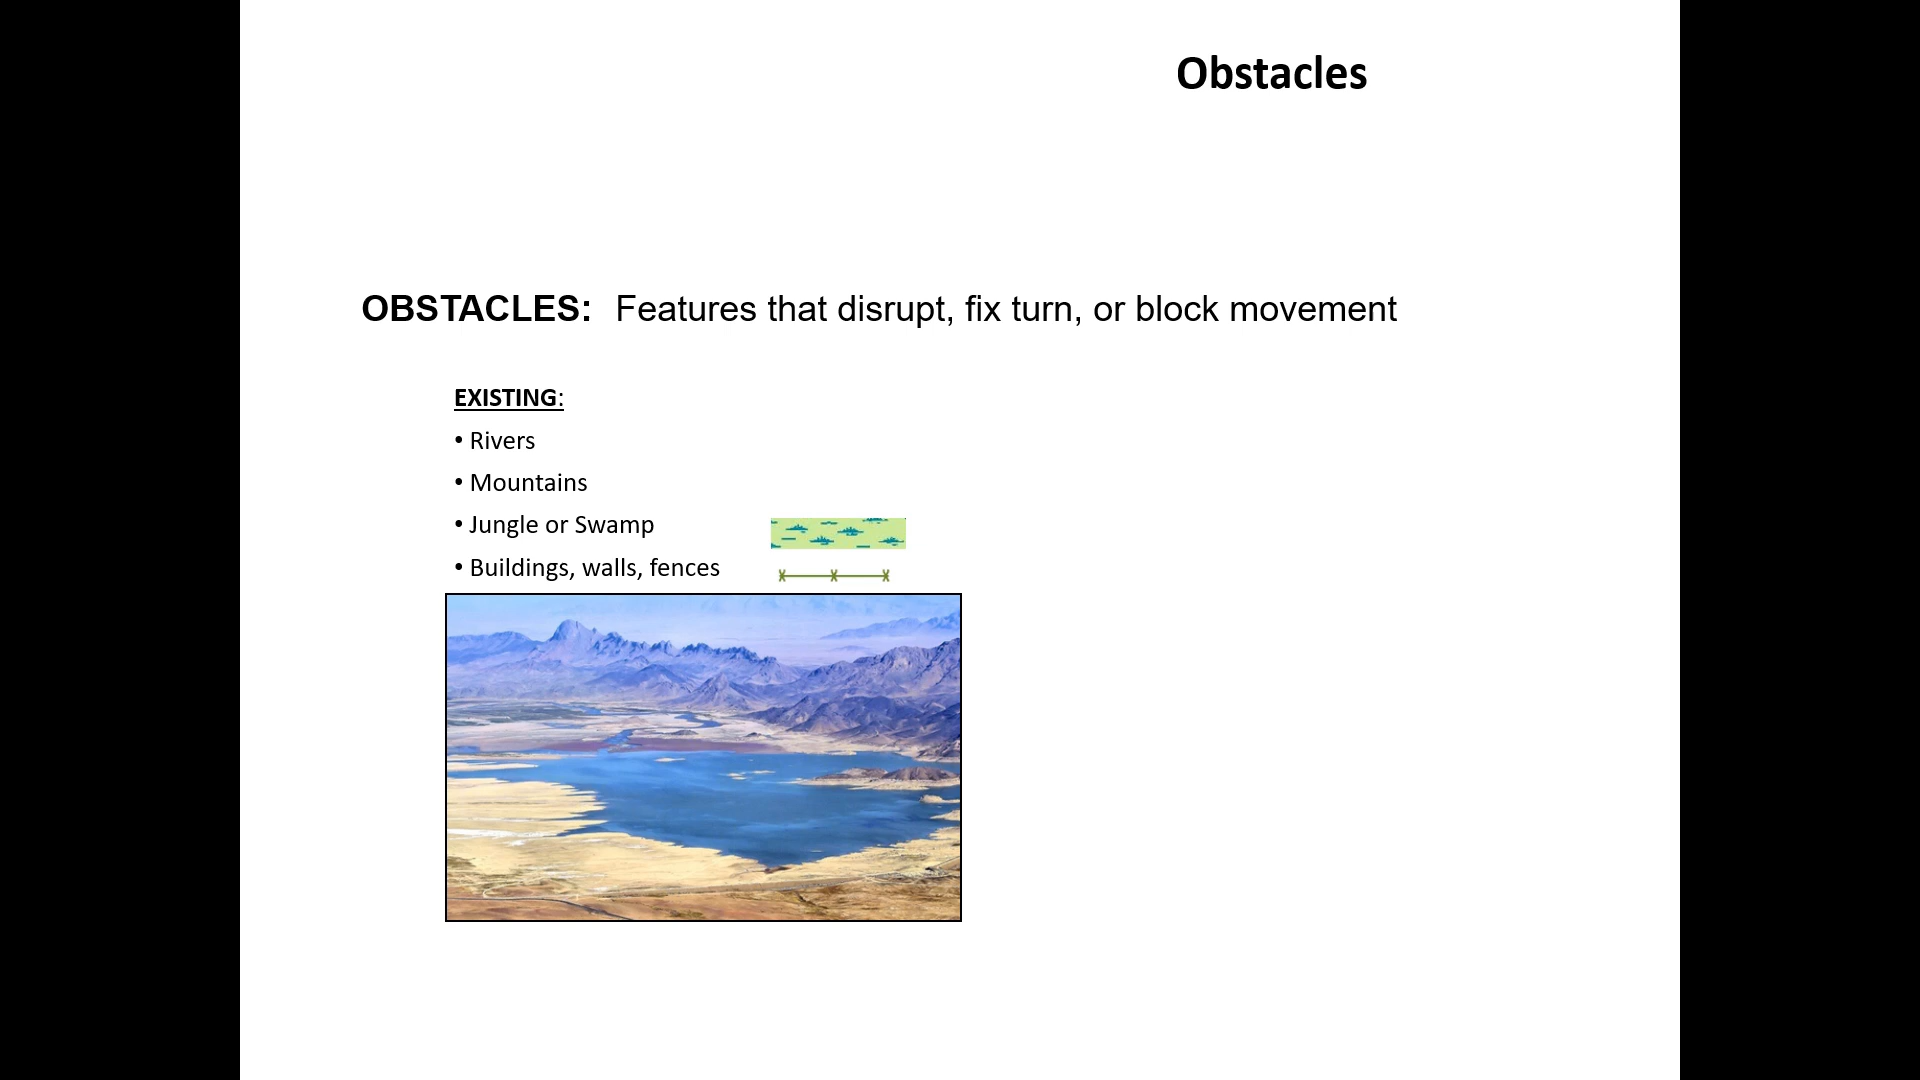 Obstacles
OBSTACLES: Features that disrupt, fix turn, or block movement
EXISTING:
• Rivers
• Mountains
• Jungle or Swamp
• Buildings, walls, fences